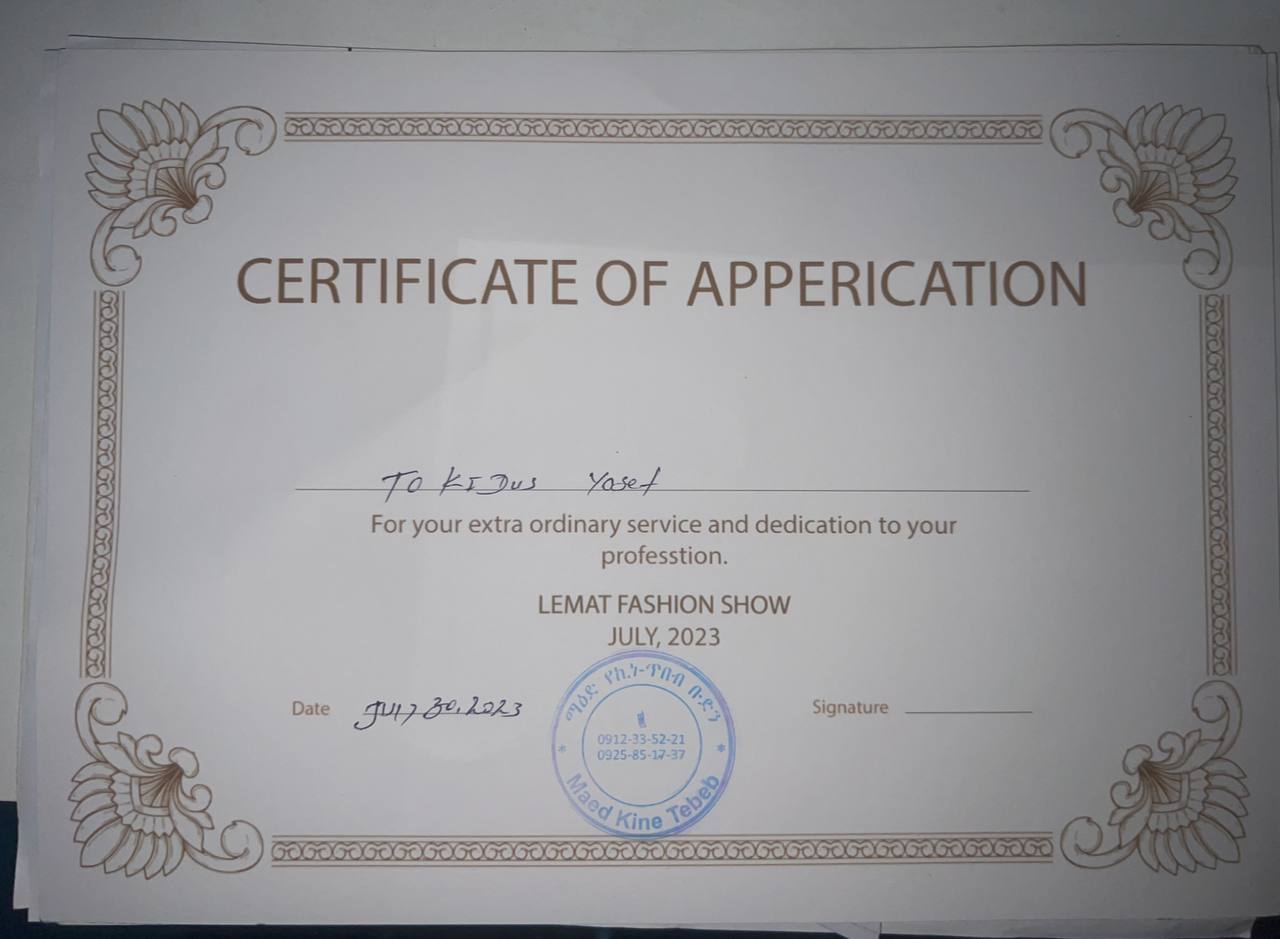 CERTIFICATE OF APPERICATION
TO KIDus Yosef
For your extra ordinary service and dedication to your
professtion.
LEMAT FASHION SHOW
JULY, 2023
Date July 30.2023
Signature
ማዕድ የኪነ-ጥበብ ቡድን
0912-33-52-21
0925-85-17-37
Maed Kine Tebeb